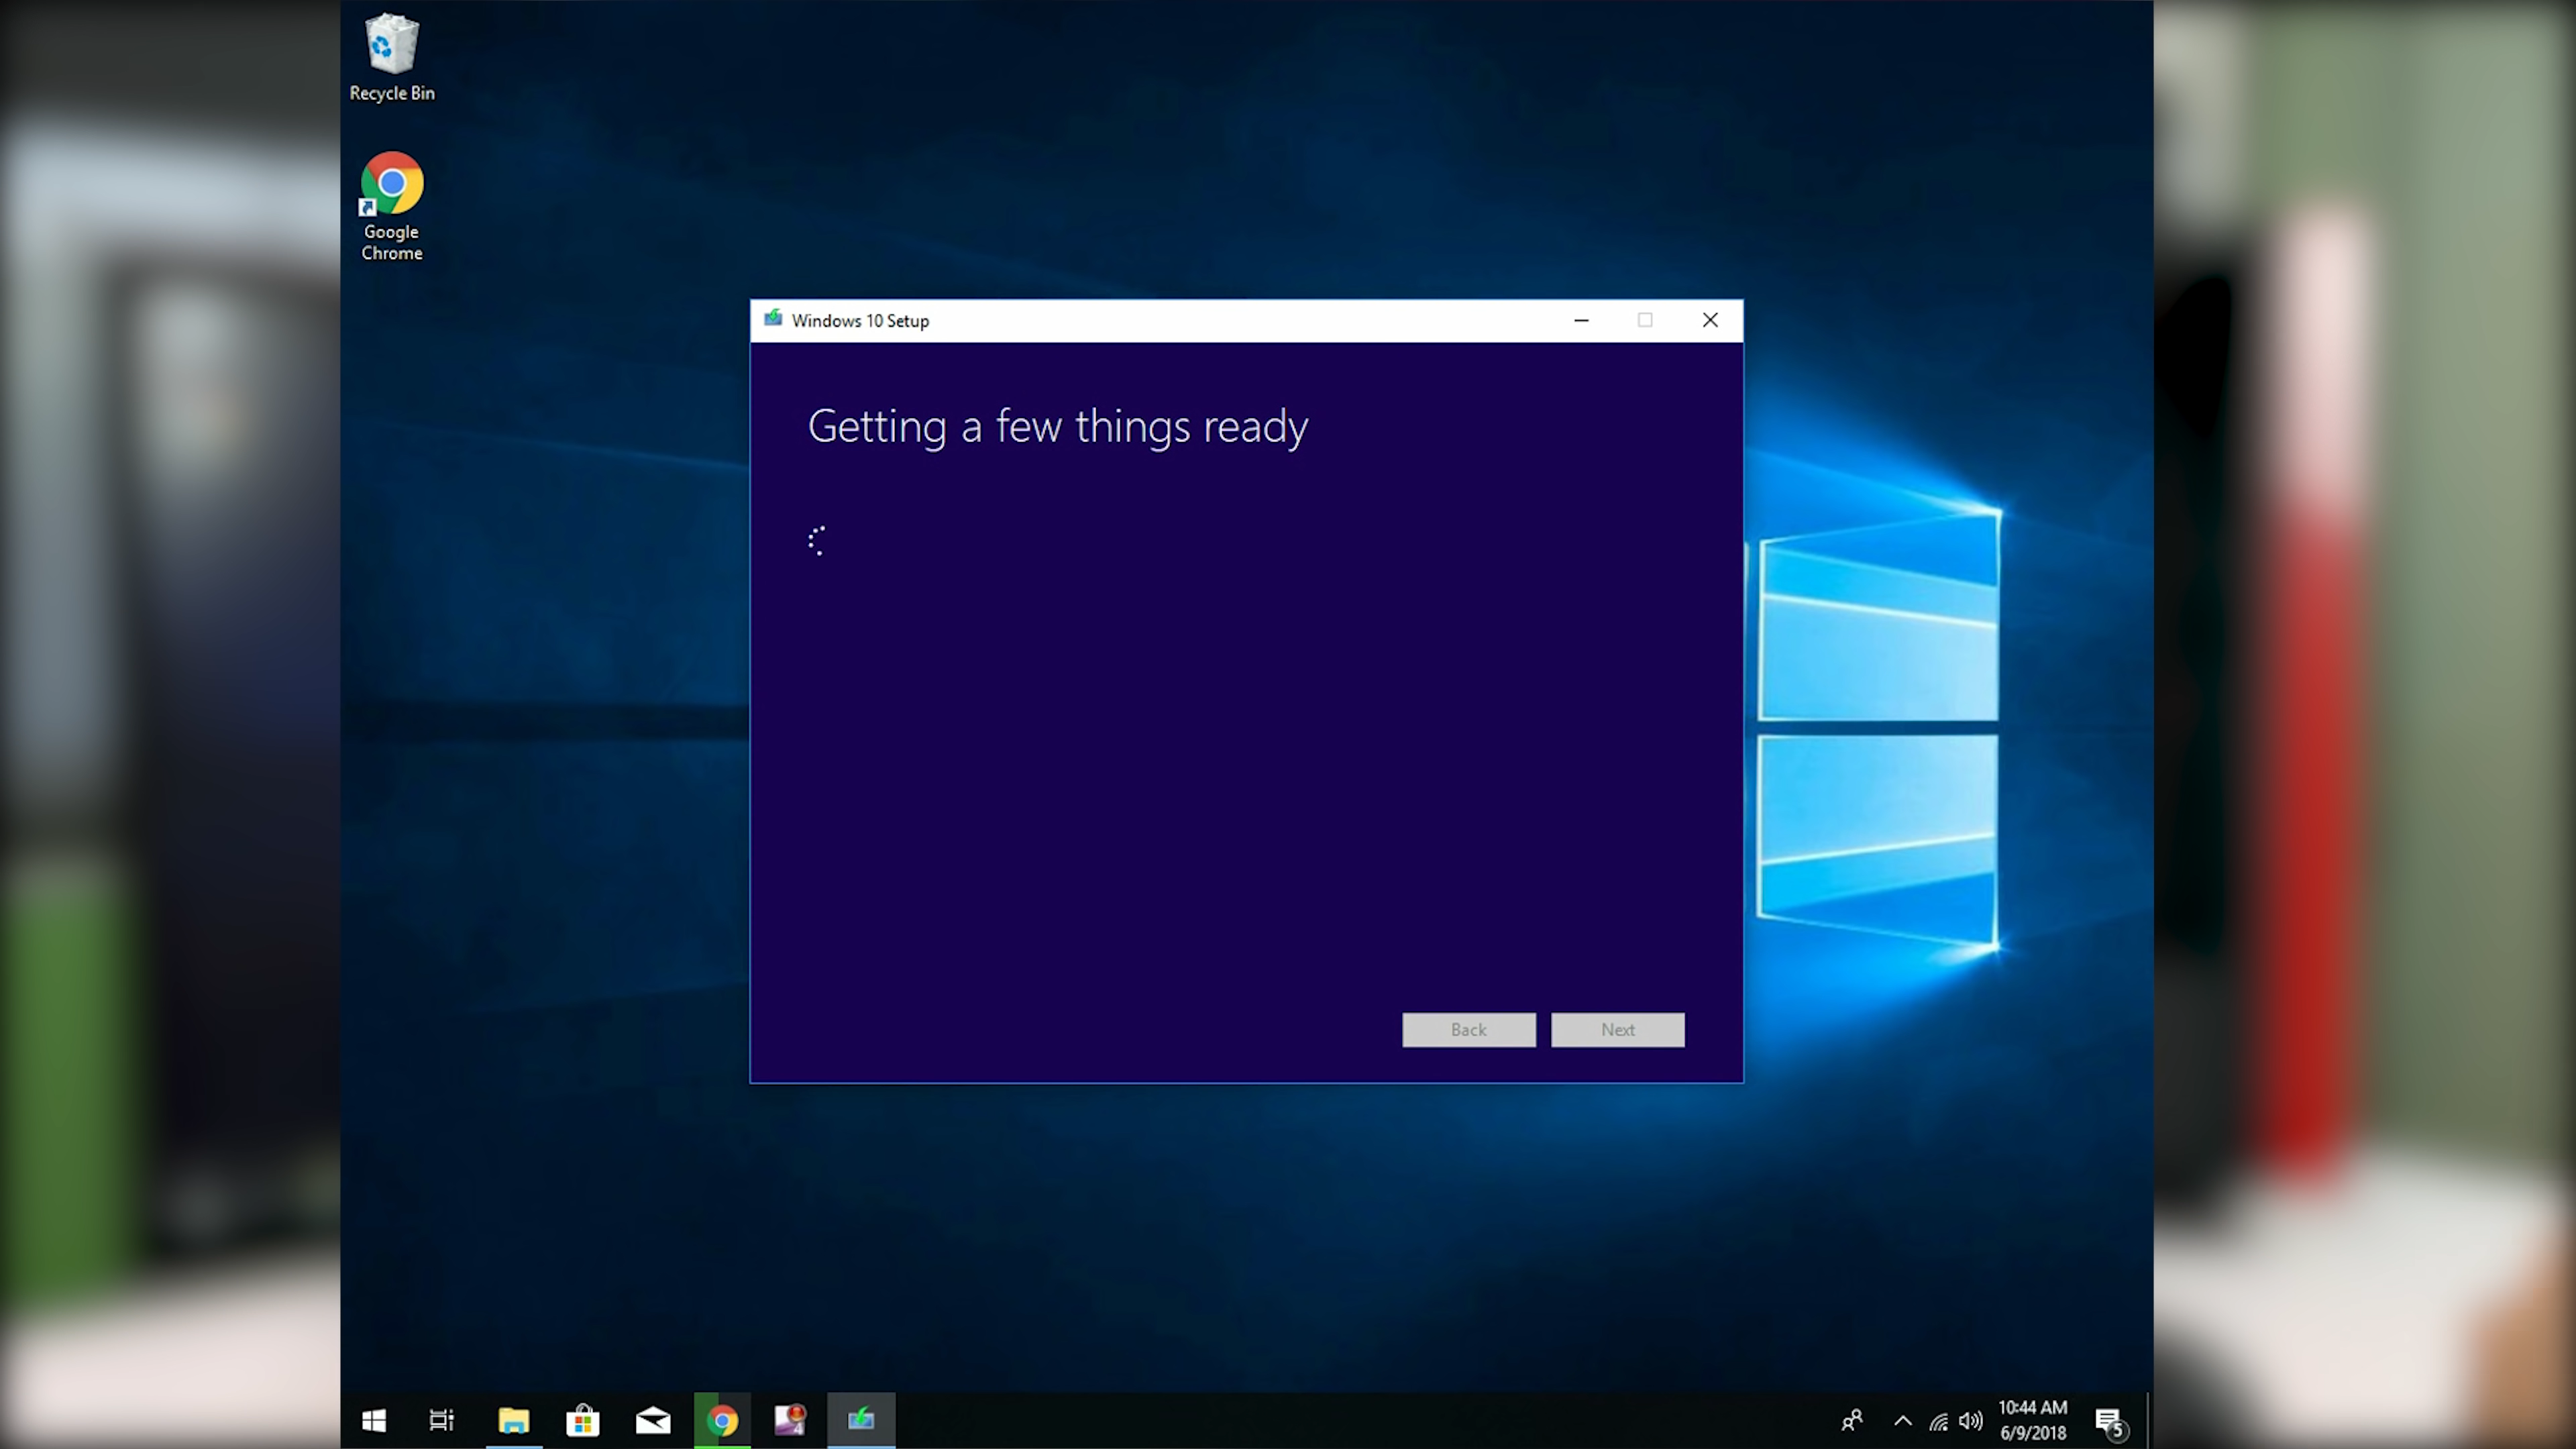 Recycle Bin
Google
Chrome
Windows 10 Setup
Getting a few things ready
Back
Next
4
10:44 AM
6/9/2018
5